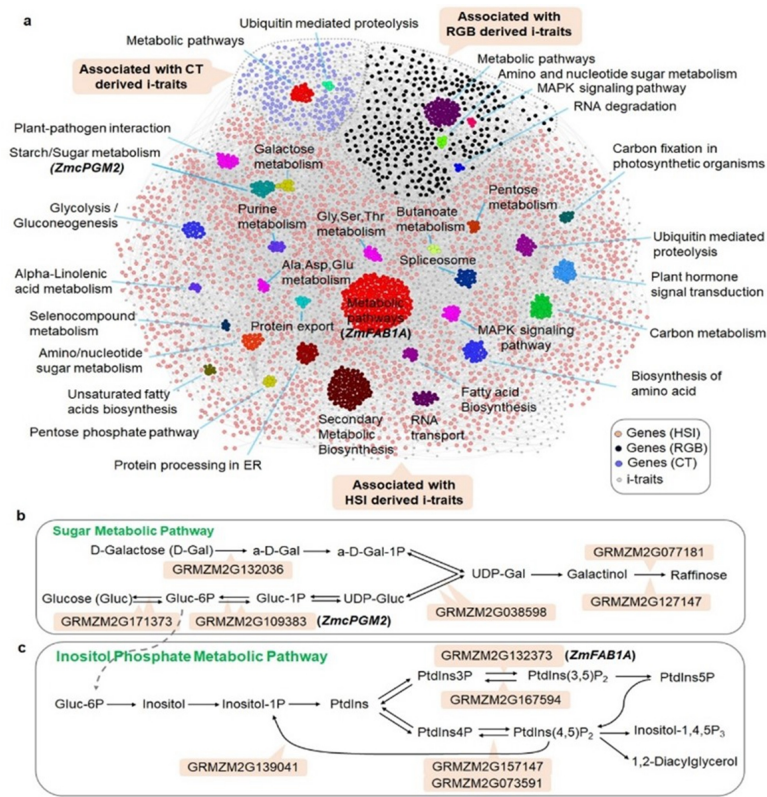 a
Ubiquitin mediated proteolysis
Metabolic pathways
Associated with
RGB derived i-traits
Associated with CT
derived i-traits
Metabolic pathways
Amino and nucleotide sugar metabolism
MAPK signaling pathway
RNA degradation
Plant-pathogen interaction
Starch/Sugar metabolism
(ZmcPGM2)
Galactose
metabolism
Carbon fixation in
photosynthetic organisms
Glycolysis /
Gluconeogenesis
Purine
metabolism
Gly,Ser,Thr
metabolism
Butanoate
metabolism
Pentose
metabolism
Ubiquitin mediated
proteolysis
Alpha-Linolenic
acid metabolism
Ala,Asp,Glu
metabolism
Spliceosome
Plant hormone
signal transduction
Selenocompound
metabolism
Protein export
Metabolic
pathways
(ZmFAB1A)
MAPK signaling
pathway
Carbon metabolism
Amino/nucleotide
sugar metabolism
Unsaturated fatty
acids biosynthesis
Fatty acid
Biosynthesis
Biosynthesis of
amino acid
Pentose phosphate pathway
Secondary
Metabolic
Biosynthesis
RNA
transport
Protein processing in ER
Associated with
HSI derived i-traits
Genes (HSI)
Genes (RGB)
Genes (CT)
i-traits
b
Sugar Metabolic Pathway
D-Galactose (D-Gal)
a-D-Gal
a-D-Gal-1P
GRMZM2G132036
GRMZM2G077181
UDP-Gal
Galactinol
Raffinose
Glucose (Gluc)
Gluc-6P
Gluc-1P
UDP-Gluc
GRMZM2G171373
GRMZM2G109383
(ZmcPGM2)
GRMZM2G038598
GRMZM2G127147
c
Inositol Phosphate Metabolic Pathway
GRMZM2G132373
(ZmFAB1A)
PtdIns3P
PtdIns(3,5)P2
PtdIns5P
GRMZM2G167594
Gluc-6P
Inositol
Inositol-1P
PtdIns
PtdIns4P
PtdIns(4,5)P2
Inositol-1,4,5P3
1,2-Diacylglycerol
GRMZM2G139041
GRMZM2G157147
GRMZM2G073591